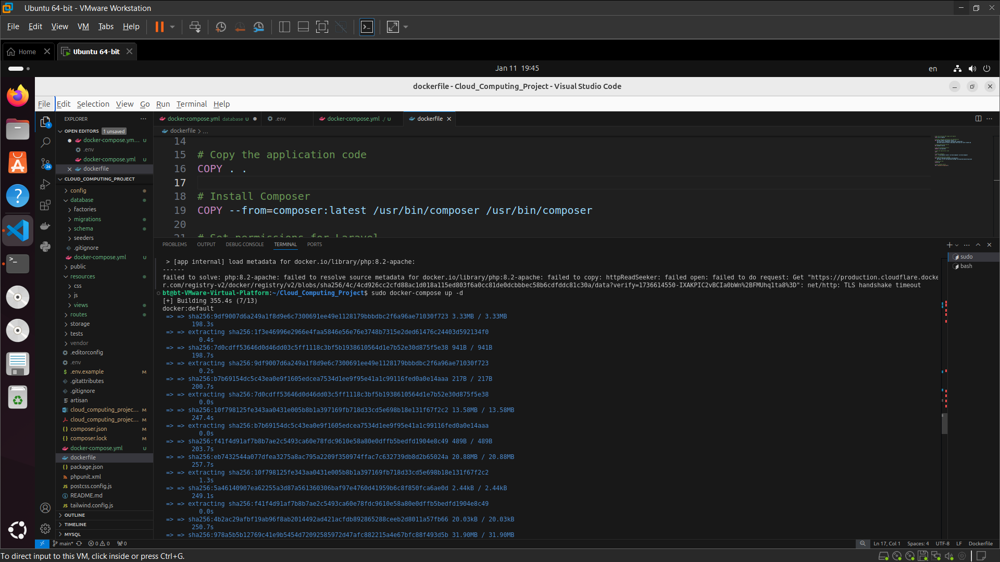 Ubuntu 64-bit - VMware Workstation
File Edit View VM Tabs Help
Home
Ubuntu 64-bit
Jan 11 19:45
en
dockerfile - Cloud_Computing_Project - Visual Studio Code
File Edit Selection View Go Run Terminal Help
EXPLORER
docker-compose.yml database U
.env
docker-compose.yml ./ U
dockerfile
OPEN EDITORS 1 unsaved
docker-compose.ym... U
.env
docker-compose.yml U
dockerfile
CLOUD_COMPUTING_PROJECT
config
database
factories
migrations
schema
seeders
.gitignore
docker-compose.yml U
public
resources
css
js
views
routes
storage
tests
vendor
.editorconfig
.env
.env.example M
.gitattributes
.gitignore
artisan
cloud_computing_projec... M
cloud_computing_projec... M
composer.json M
composer.lock M
docker-compose.yml U
dockerfile
package.json
phpunit.xml
postcss.config.js
README.md
tailwind.config.js
OUTLINE
TIMELINE
MYSQL
1
26
dockerfile > ...
14
15 # Copy the application code
16 COPY . .
17
18 # Install Composer
19 COPY --from=composer:latest /usr/bin/composer /usr/bin/composer
20
21 # Set permissions for Laravel
PROBLEMS OUTPUT DEBUG CONSOLE TERMINAL PORTS
sudo
bash
> [app internal] load metadata for docker.io/library/php:8.2-apache:
------
failed to solve: php:8.2-apache: failed to resolve source metadata for docker.io/library/php:8.2-apache: failed to copy: httpReadSeeker: failed open: failed to do request: Get "https://production.cloudflare.docke
r.com/registry-v2/docker/registry/v2/blobs/sha256/4c/4cd926cc2cfd88ac1d018a115ed803f6a0cc81de0dcbbbec58b6cdfddc81c30a/data?verify=1736614550-IXAKPIC2vBCIa0bWn%2BFMUhq1ta8%3D": net/http: TLS handshake timeout
bt@bt-VMware-Virtual-Platform:~/Cloud_Computing_Project$ sudo docker-compose up -d
[+] Building 355.4s (7/13)
docker:default
=> => sha256:9df9007d6a249a1f8d9e6c7300691ee49e1128179bbbdbc2f6a96ae71030f723 3.33MB / 3.33MB
198.3s
=> => extracting sha256:1f3e46996e2966e4faa5846e56e76e3748b7315e2ded61476c24403d592134f0
0.4s
=> => sha256:7d0cdff53646d0d46dd03c5ff1118c3bf5b1938610564d1e7b52e30d875f5e38 941B / 941B
198.7s
=> => extracting sha256:9df9007d6a249a1f8d9e6c7300691ee49e1128179bbbdbc2f6a96ae71030f723
0.2s
=> => sha256:b7b69154dc5c43ea0e9f1605edcea7534d1ee9f95e41a1c99116fed0a0e14aaa 217B / 217B
200.7s
=> => extracting sha256:7d0cdff53646d0d46dd03c5ff1118c3bf5b1938610564d1e7b52e30d875f5e38
0.0s
=> => sha256:10f798125fe343aa0431e005b8b1a397169fb718d33cd5e698b18e131f67f2c2 13.58MB / 13.58MB
247.4s
=> => extracting sha256:b7b69154dc5c43ea0e9f1605edcea7534d1ee9f95e41a1c99116fed0a0e14aaa
0.0s
=> => sha256:f41f4d91af7b8b7ae2c5493ca60e78fdc9610e58a80e0dffb5bedfd1904e8c49 489B / 489B
203.7s
=> => sha256:eb7432544a077dfea3275a8ac795a2209f350974ffac7c632739db8d2b65024a 20.88MB / 20.88MB
257.7s
=> => extracting sha256:10f798125fe343aa0431e005b8b1a397169fb718d33cd5e698b18e131f67f2c2
1.3s
=> => sha256:5a46140907ea62255a3d87a561360306baf97e4760d41959b6c8f850fca6ae0d 2.44kB / 2.44kB
249.1s
=> => extracting sha256:f41f4d91af7b8b7ae2c5493ca60e78fdc9610e58a80e0dffb5bedfd1904e8c49
0.0s
=> => sha256:4b2ac29afbf19ab96f8ab2014492ad421acfdb892865288ceeb2d8011a57fb66 20.03kB / 20.03kB
250.7s
=> => sha256:978a5b5b12769c41e9b5454d72092585972d47afc882215a4e67bfc88f493d5b 31.90MB / 31.90MB
main* 0 0 0
Ln 17, Col 1 Spaces: 4 UTF-8 LF Dockerfile
To direct input to this VM, click inside or press Ctrl+G.